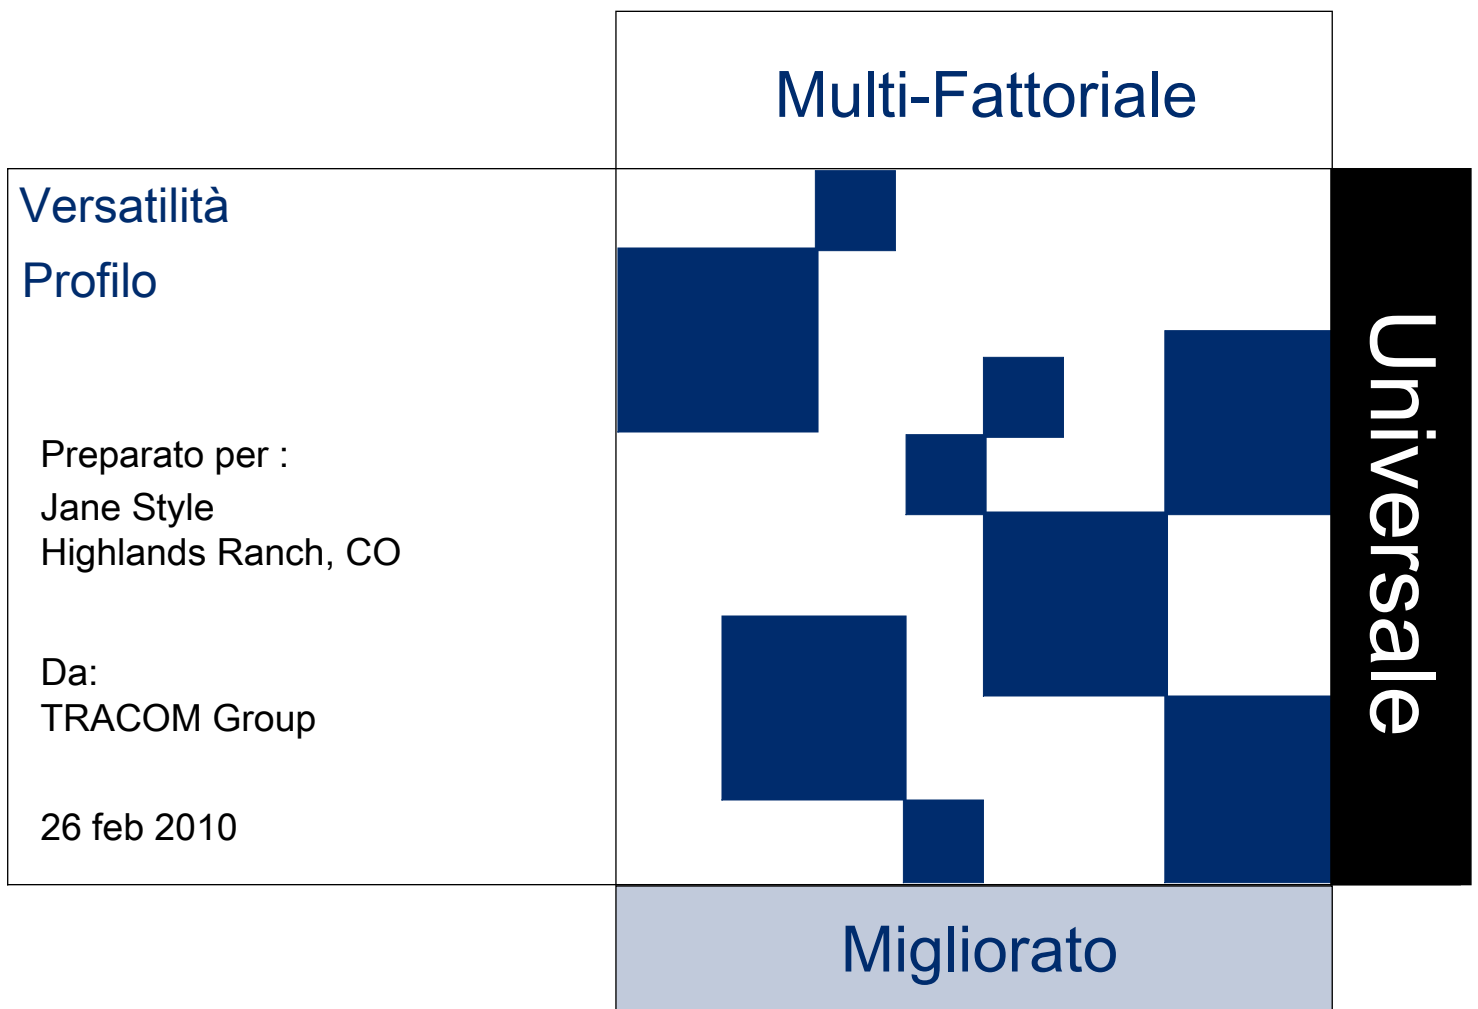 Multi-Fattoriale
Versatilità
Profilo
Preparato per :
Jane Style
Highlands Ranch, CO
Da:
TRACOM Group
26 feb 2010
Universale
Migliorato